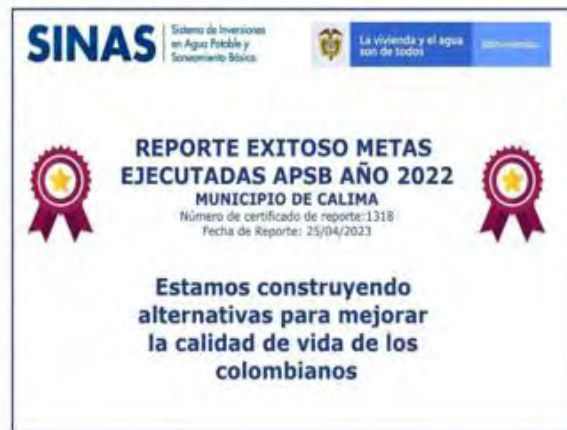 SINAS
Sistema de Inversiones
en Agua Potable y
Saneamiento Básico
La vivienda y el agua
son de todos
REPORTE EXITOSO METAS
EJECUTADAS APSB AÑO 2022
MUNICIPIO DE CALIMA
Número de certificado de reporte:1318
Fecha de Reporte: 25/04/2023
Estamos construyendo
alternativas para mejorar
la calidad de vida de los
colombianos